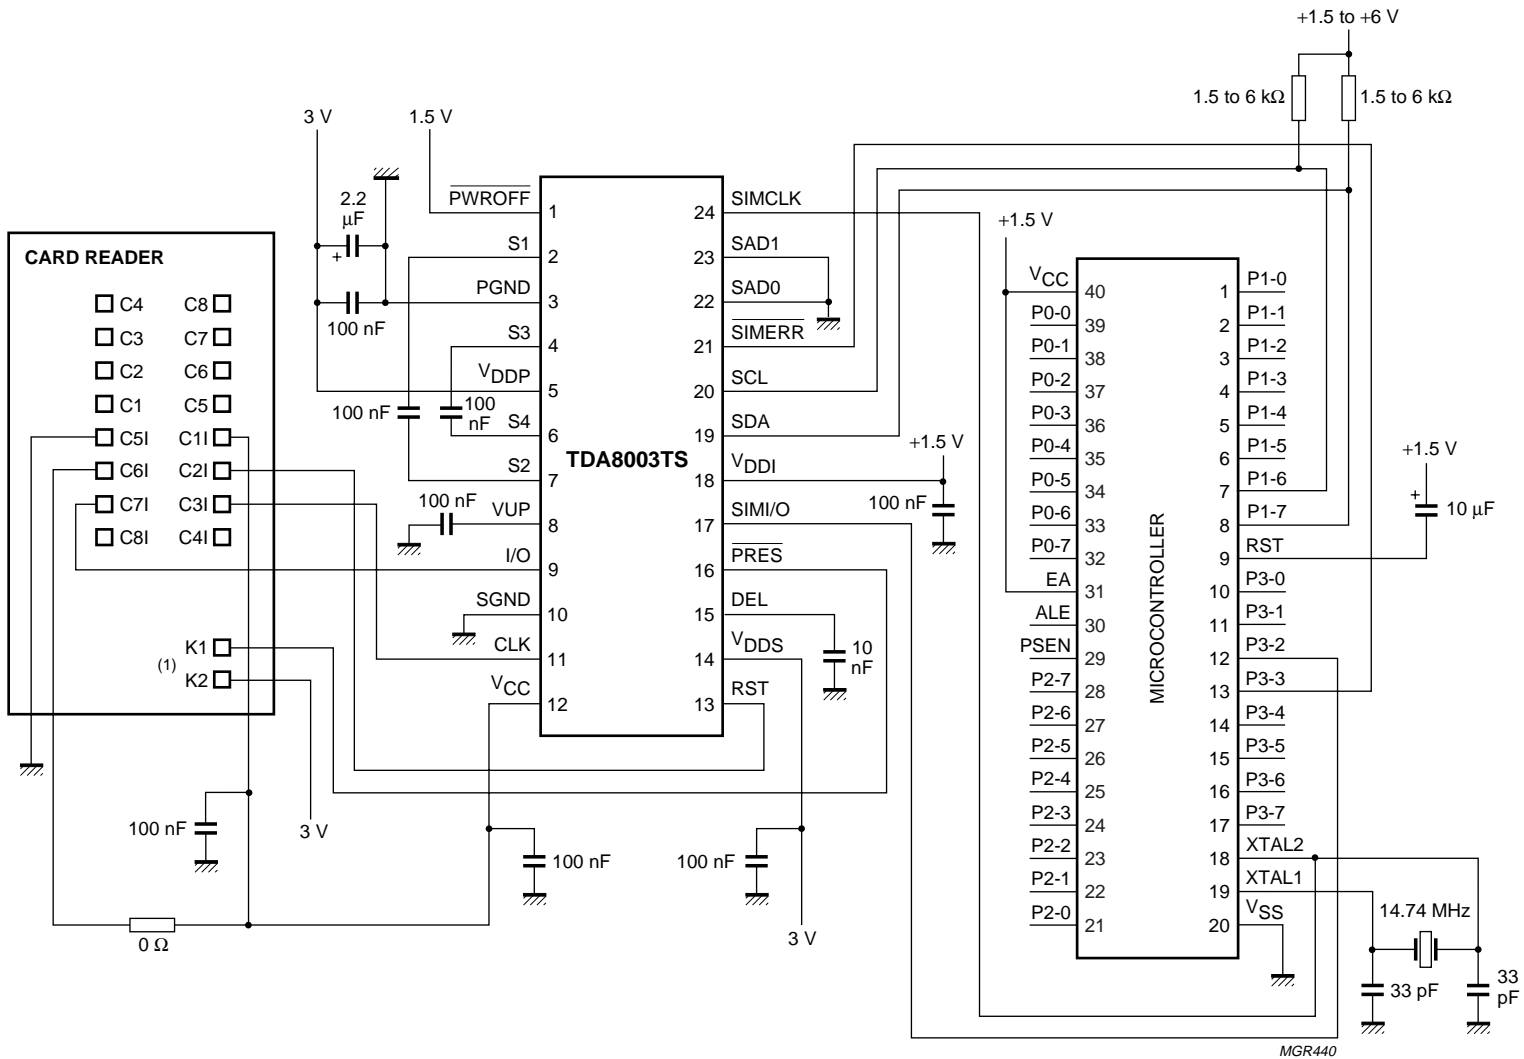 +1.5 to +6 V
1.5 to 6 kΩ
1.5 to 6 kΩ
3 V
1.5 V
2.2
μF
+
100 nF
CARD READER
C4
C8
C3
C7
C2
C6
C1
C5
C5I
C1I
C6I
C2I
C7I
C3I
C8I
C4I
K1
(1)
K2
3 V
100 nF
0 Ω
100 nF
100
nF
100 nF
TDA8003TS
PWROFF
1
S1
2
PGND
3
S3
4
VDDP
5
S4
6
S2
7
VUP
8
I/O
9
SGND
10
CLK
11
VCC
12
24
SIMCLK
23
SAD1
22
SAD0
21
SIMERR
20
SCL
19
SDA
18
VDDI
17
SIMI/O
16
PRES
15
DEL
14
VDDS
13
RST
+1.5 V
100 nF
10
nF
100 nF
100 nF
3 V
+1.5 V
MICROCONTROLLER
VCC
40
P0-0
39
P0-1
38
P0-2
37
P0-3
36
P0-4
35
P0-5
34
P0-6
33
P0-7
32
EA
31
ALE
30
PSEN
29
P2-7
28
P2-6
27
P2-5
26
P2-4
25
P2-3
24
P2-2
23
P2-1
22
P2-0
21
1
P1-0
2
P1-1
3
P1-2
4
P1-3
5
P1-4
6
P1-5
7
P1-6
8
P1-7
9
RST
10
P3-0
11
P3-1
12
P3-2
13
P3-3
14
P3-4
15
P3-5
16
P3-6
17
P3-7
18
XTAL2
19
XTAL1
20
VSS
+1.5 V
+
10 μF
14.74 MHz
33 pF
33
pF
MGR440